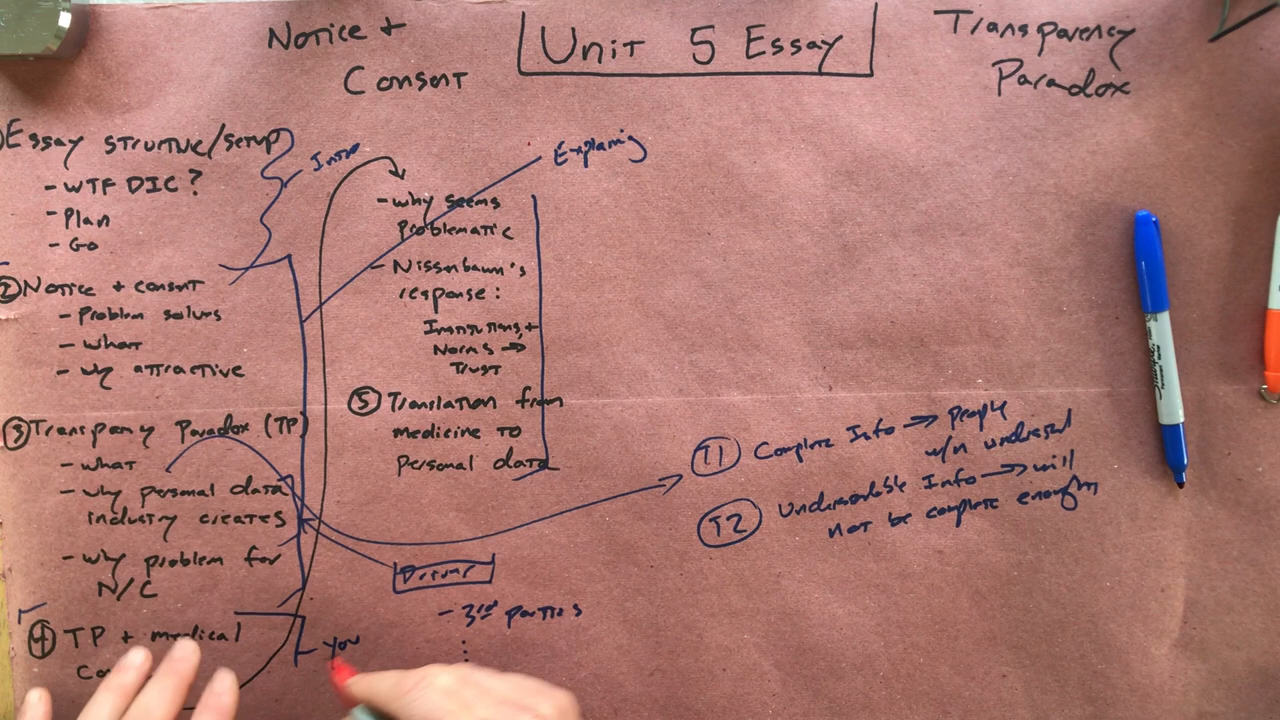 Notice +
Consent
Unit 5 Essay
Transparency
Paradox
Essay structure/setup
- WTF DIC?
- Plan
- Go
Intro
② Notice + consent
- Problem solves
- what
- why attractive
③ Transparency Paradox (TP)
- what
- why personal data
industry creates
- why problem for
N/C
④ TP + medical
- You
- why seems
Problematic
- Nissenbaum's
response:
Institutions +
Norms →
Trust
⑤ Translation from
medicine to
personal data
Explaining
- 3rd parties
T1 Complete Info → people
w/n understand
T2 Understandable Info → will
not be complete enough